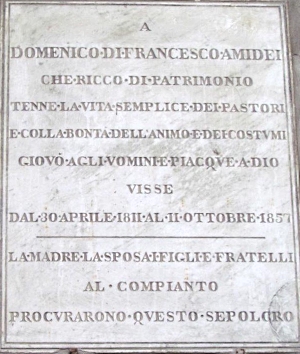 A
DOMENICO·DI·FRANCESCO·AMIDEI
CHE·RICCO·DI·PATRIMONIO
TENNE·LA·VITA·SEMPLICE·DEI·PASTORI
E·COLLA·BONTA·DELL'ANIMO·E·DEI·COSTVMI
GIOVÒ·AGLI·VOMINI·E·PIACQVE·A·DIO
VISSE
DAL·30·APRILE·1811·AL·11·OTTOBRE·1857
LA·MADRE·LA·SPOSA·I·FIGLI·E·FRATELLI
AL·COMPIANTO
PROCVRARONO·QVESTO·SEPOLCRO